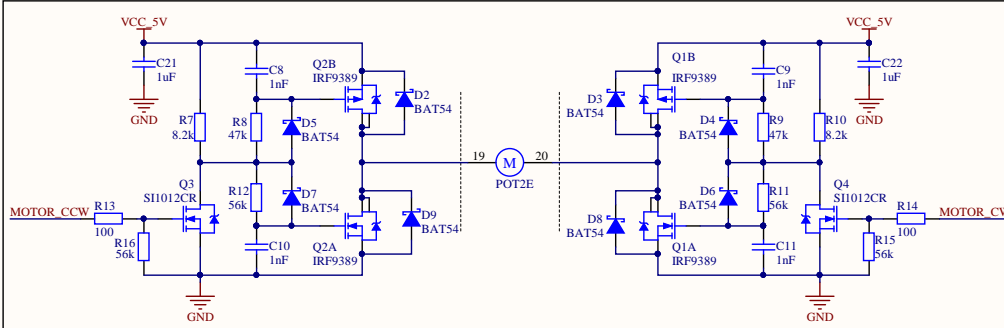 VCC_5V
VCC_5V
C21
1uF
GND
C8
1nF
Q2B
IRF9389
D2
BAT54
R7
8.2k
R8
47k
D5
BAT54
Q3
SI1012CR
R12
56k
D7
BAT54
D9
BAT54
MOTOR_CCW
R13
100
R16
56k
C10
1nF
Q2A
IRF9389
GND
19
M
20
POT2E
Q1B
IRF9389
C9
1nF
C22
1uF
GND
D3
BAT54
D4
BAT54
R9
47k
R10
8.2k
D6
BAT54
R11
56k
Q4
SI1012CR
D8
BAT54
R14
100
MOTOR_CW
R15
56k
Q1A
IRF9389
C11
1nF
GND